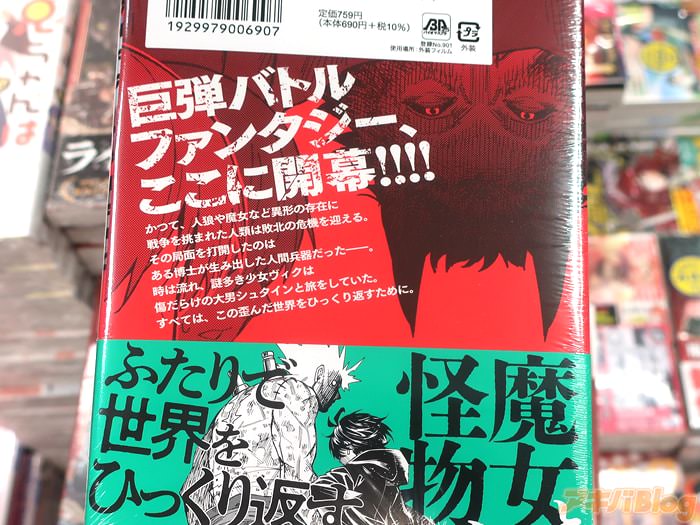 1929979006907
定価759円
(本体690円+税10%)
登録No.901
使用場所:外装フィルム
外装
巨弾バトル
ファンタジー、
ここに開幕!!!!
かつて、人狼や魔女など異形の存在に
戦争を挑まれた人類は敗北の危機を迎える。
その局面を打開したのは
ある博士が生み出した人間兵器だった――。
時は流れ、謎多き少女ヴィクは
傷だらけの大男シュタインと旅をしていた。
すべては、この歪んだ世界をひっくり返すために。
魔女
怪物
ふたりで
世界を
ひっくり返す
アキバBlog